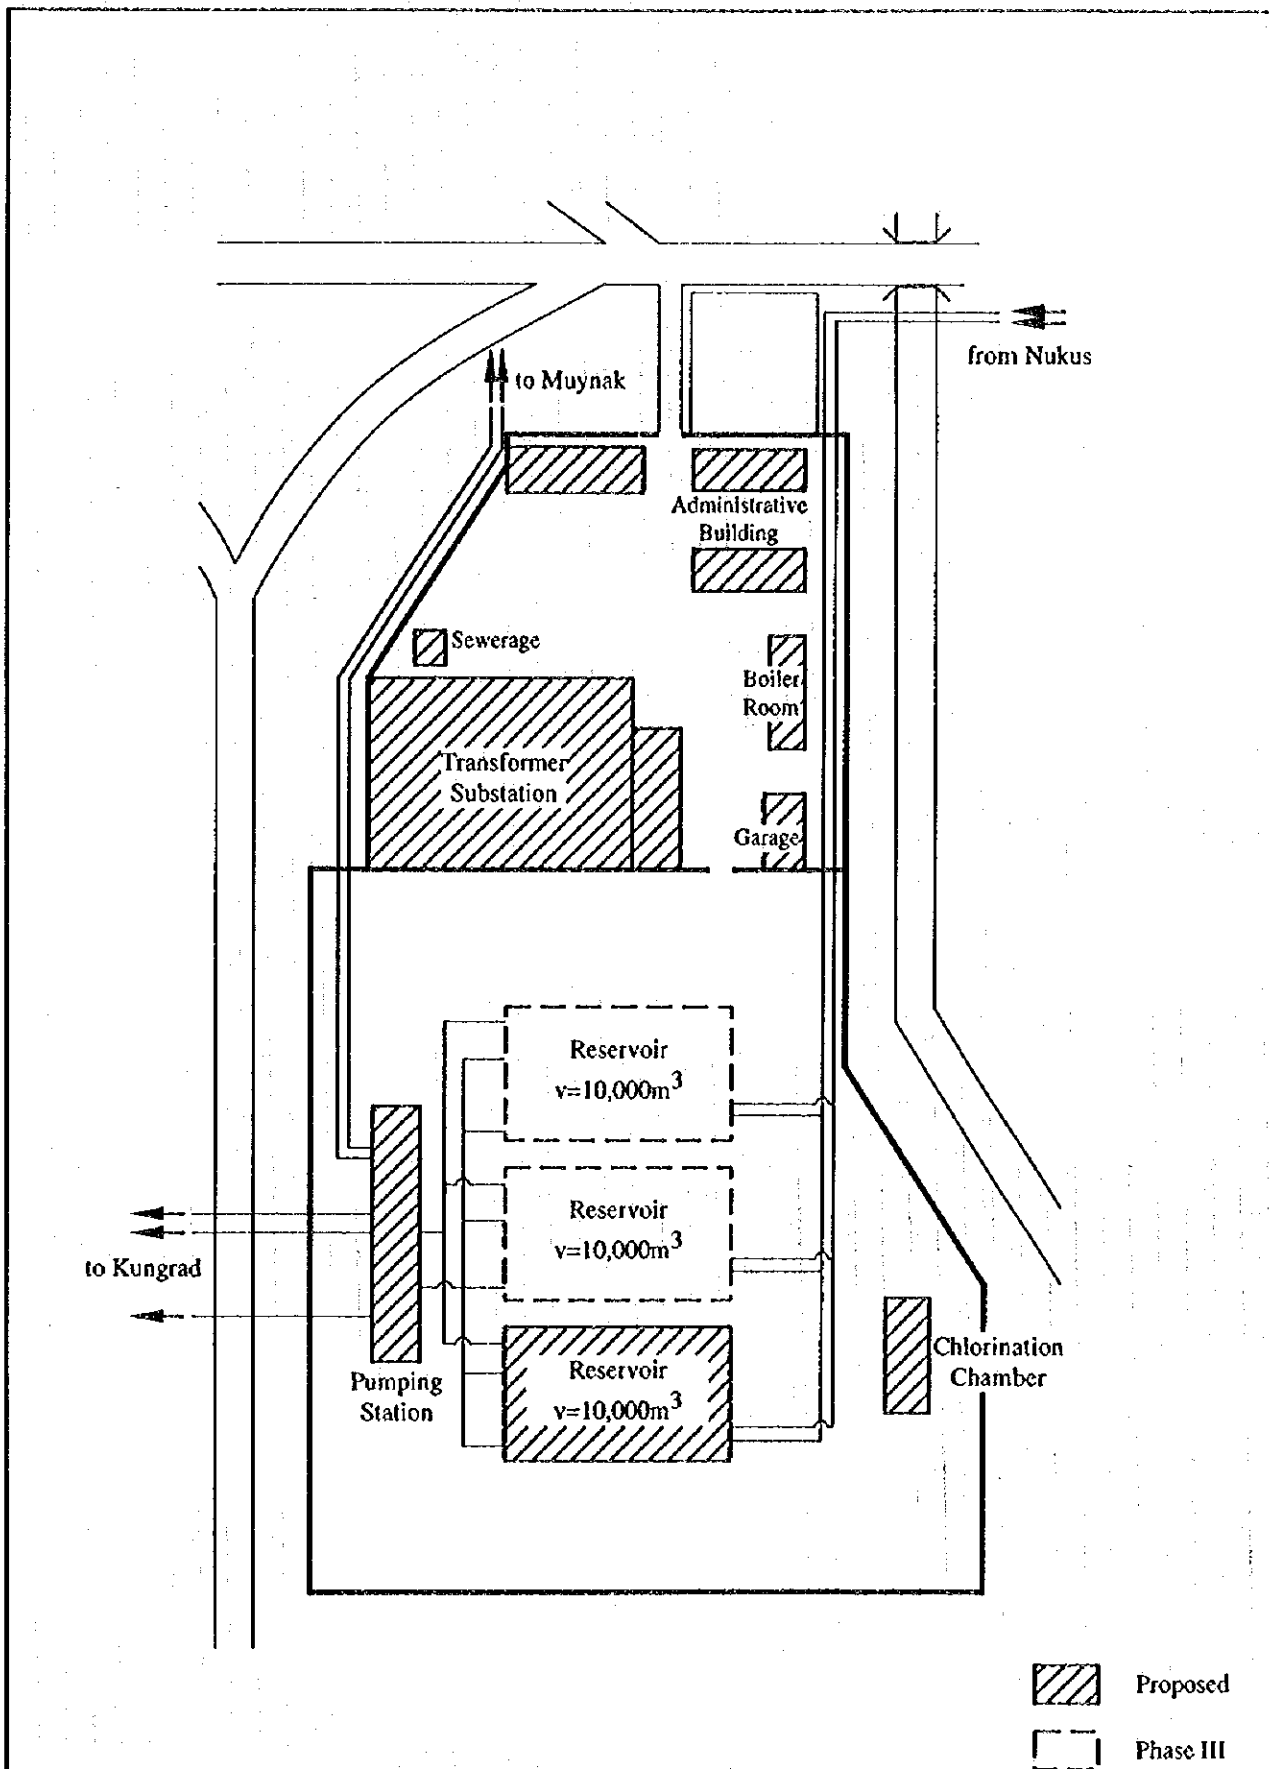 from Nukus
to Muynak
Administrative
Building
Sewerage
Boiler
Room
Transformer
Substation
Garage
Reservoir
v=10,000m³
Reservoir
v=10,000m³
to Kungrad
Reservoir
v=10,000m³
Chlorination
Chamber
Pumping
Station
Proposed
Phase III